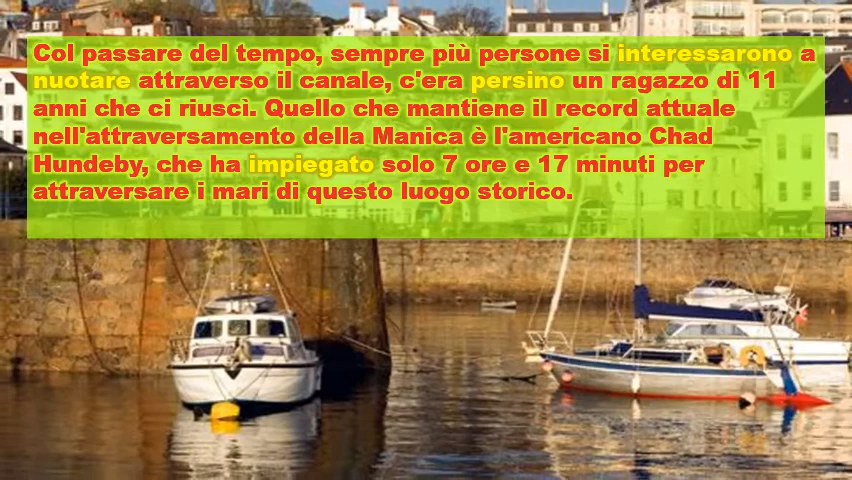 Col passare del tempo, sempre più persone si interessarono a
nuotare attraverso il canale, c'era persino un ragazzo di 11
anni che ci riuscì. Quello che mantiene il record attuale
nell'attraversamento della Manica è l'americano Chad
Hundeby, che ha impiegato solo 7 ore e 17 minuti per
attraversare i mari di questo luogo storico.